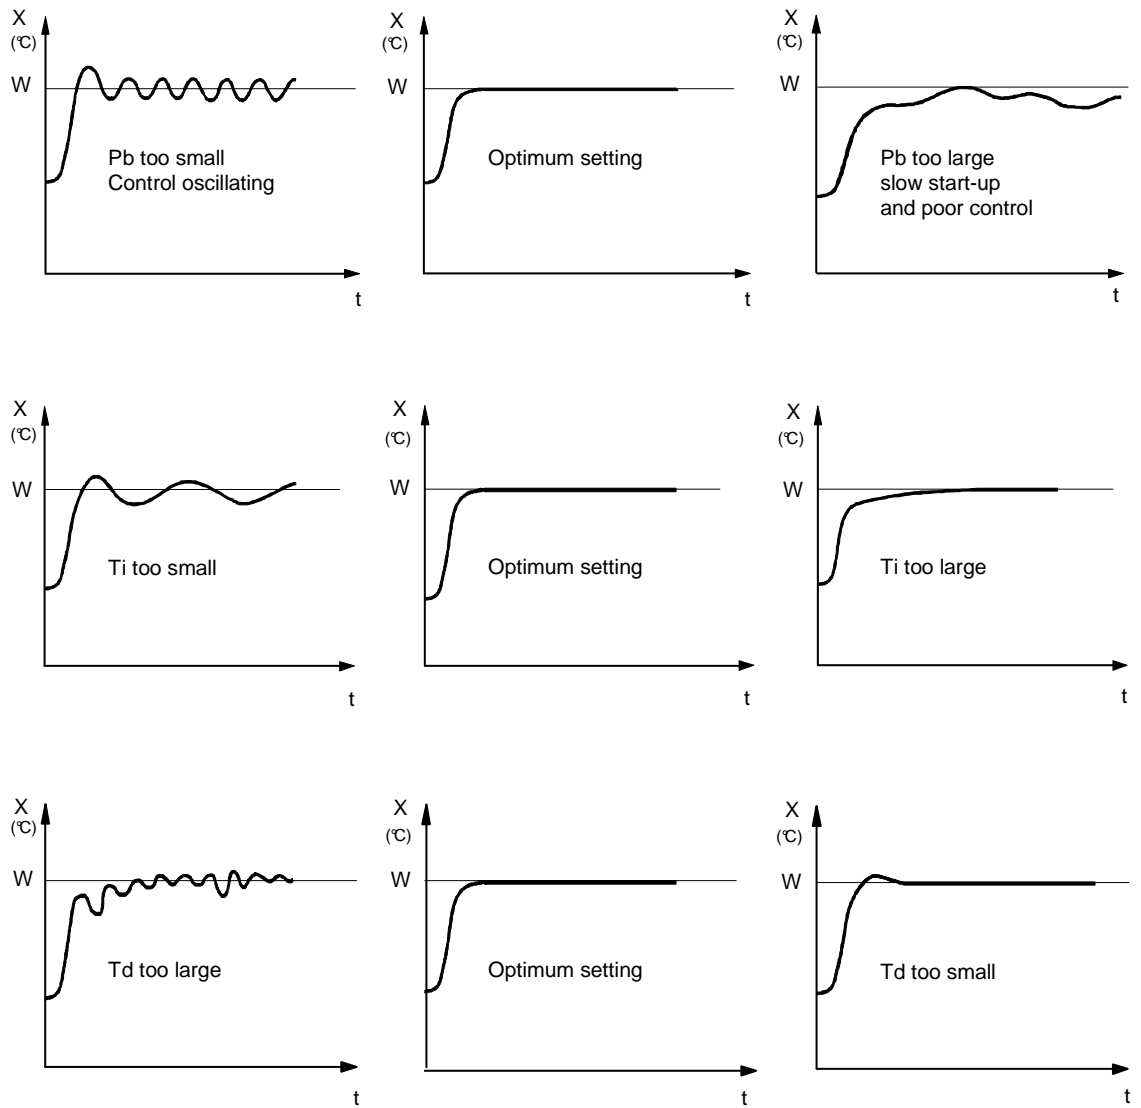 X
(°C)
W
Pb too small
Control oscillating
t
X
(°C)
W
Optimum setting
t
X
(°C)
W
Pb too large
slow start-up
and poor control
t
X
(°C)
W
Ti too small
t
X
(°C)
W
Optimum setting
t
X
(°C)
W
Ti too large
t
X
(°C)
W
Td too large
t
X
(°C)
W
Optimum setting
t
X
(°C)
W
Td too small
t